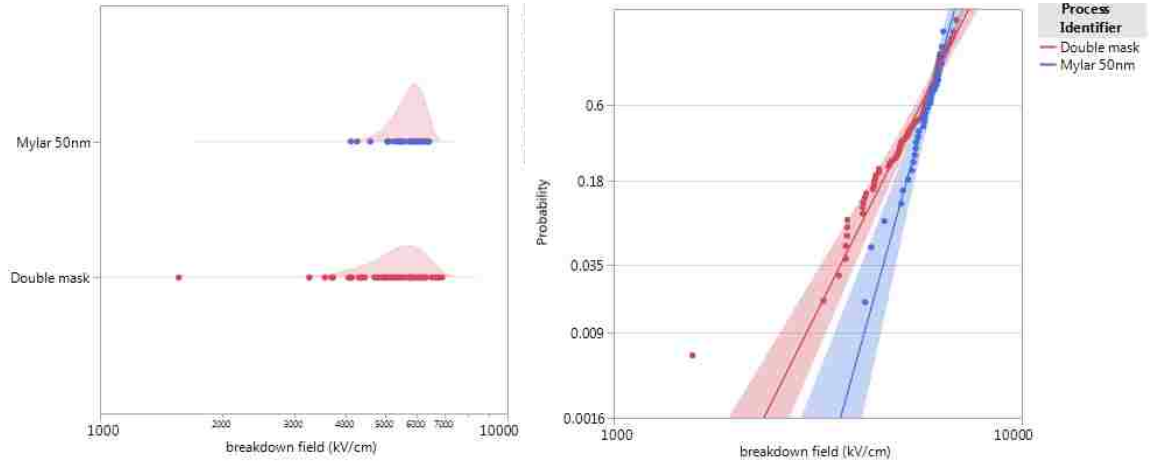 Mylar 50nm
Double mask
1000
2000
3000
4000
5000
6000
7000
10000
breakdown field (kV/cm)
Probability
0.6
0.18
0.035
0.009
0.0016
1000
10000
breakdown field (kV/cm)
Process
Identifier
Double mask
Mylar 50nm